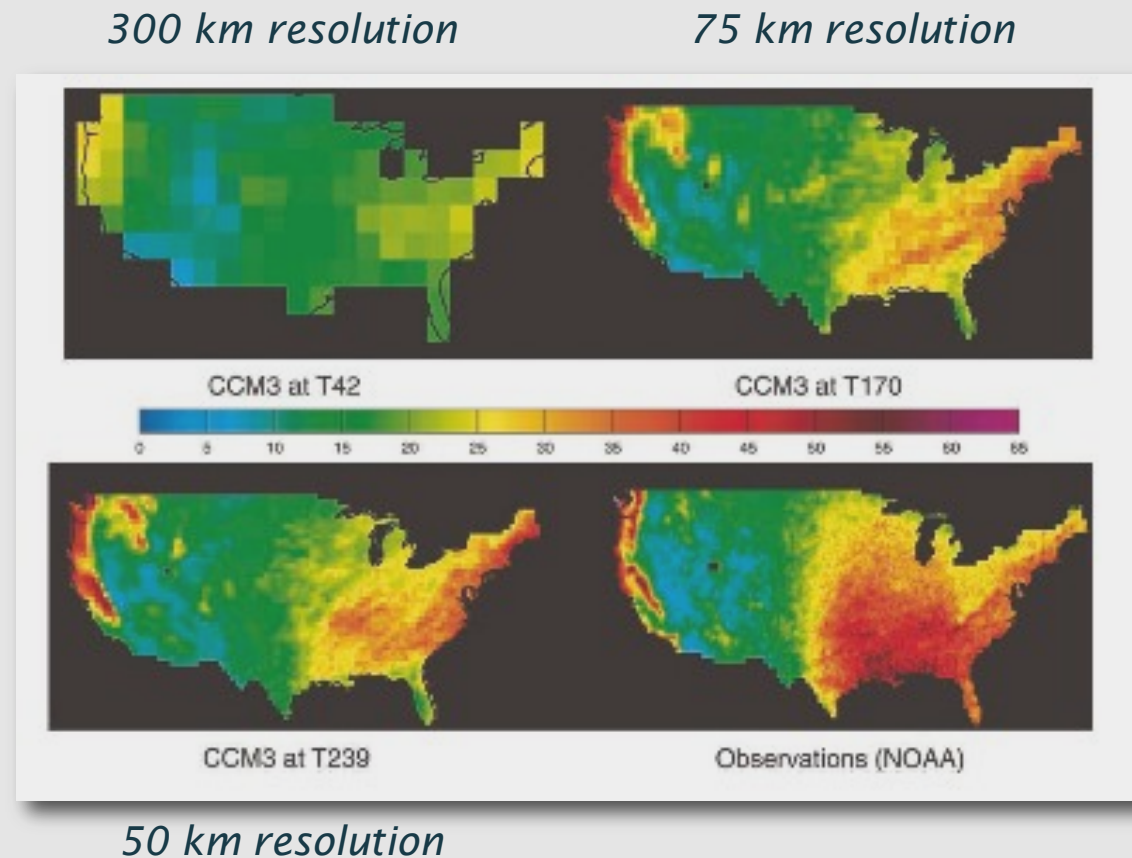 300 km resolution 75 km resolution
CCM3 at T42 CCM3 at T170
0 5 10 15 20 25 30 35 40 45 50 55 60 65
CCM3 at T239 Observations (NOAA)
50 km resolution